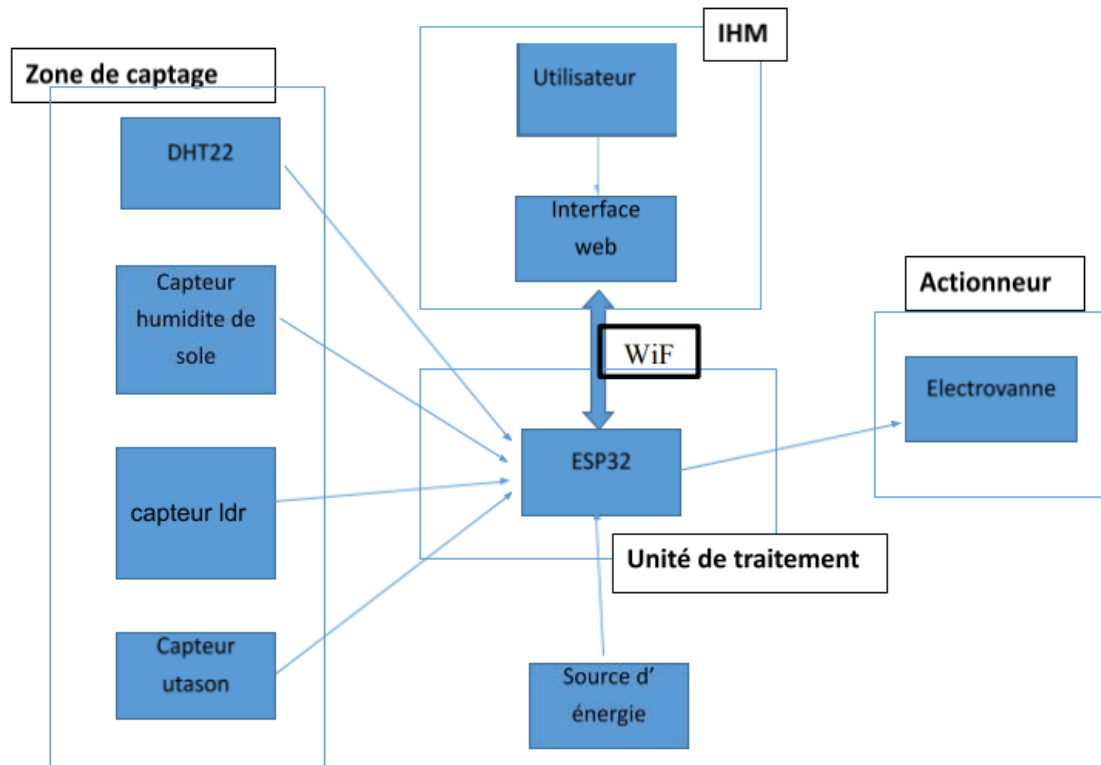 IHM
Zone de captage
Utilisateur
DHT22
Interface
web
Capteur
humidite de
sole
Actionneur
WiF
Electrovanne
ESP32
capteur ldr
Unité de traitement
Capteur
utason
Source d'
énergie